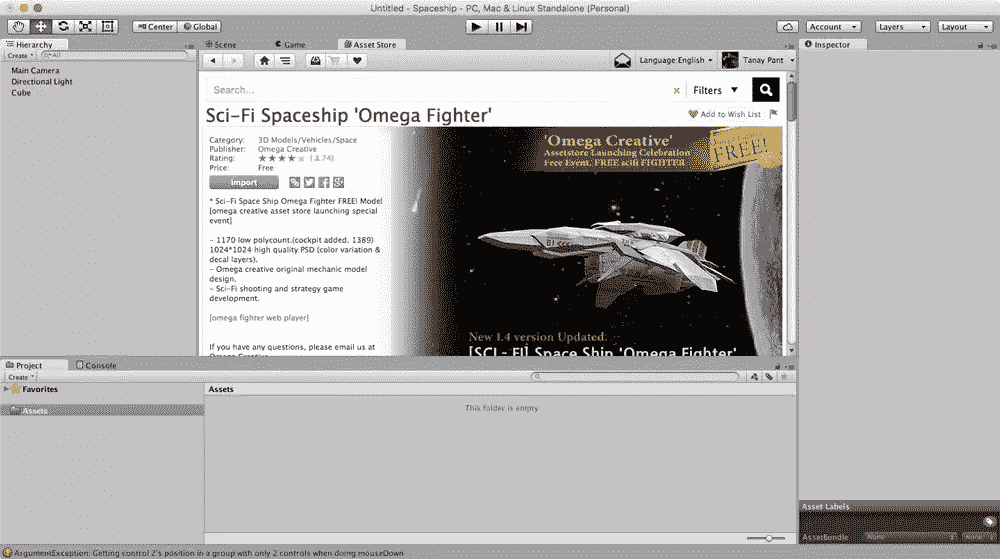 Untitled - Spaceship - PC, Mac & Linux Standalone (Personal)
Center Global Account Layers Layout
Hierarchy Scene Game Asset Store Inspector
Create All
Main Camera
Directional Light
Cube
Language:English Tanay Pant
Search... x Filters
Sci-Fi Spaceship 'Omega Fighter'
Add to Wish List
Category: 3D Models/Vehicles/Space
Publisher: Omega Creative
Rating:
Price: Free
Import
* Sci-Fi Space Ship Omega Fighter FREE! Model
[omega creative asset store launching special
event]
- 1170 low polycount.(cockpit added. 1389)
1024*1024 high quality PSD (color variation &
decal layers).
- Omega creative original mechanic model
design.
- Sci-Fi shooting and strategy game
development.
[omega fighter web player]
If you have any questions, please email us at
'Omega Creative'
Assetstore Launching Celebration
Free Event, FREE scifi FIGHTER
FREE!
New 1.4 version Updated.
[SCI - FI] Space Ship 'Omega Fighter'
Project Console
Create
Favorites
Assets
Assets
This folder is empty
Asset Labels
AssetBundle None None
ArgumentException: Getting control 2's position in a group with only 2 controls when doing mouseDown